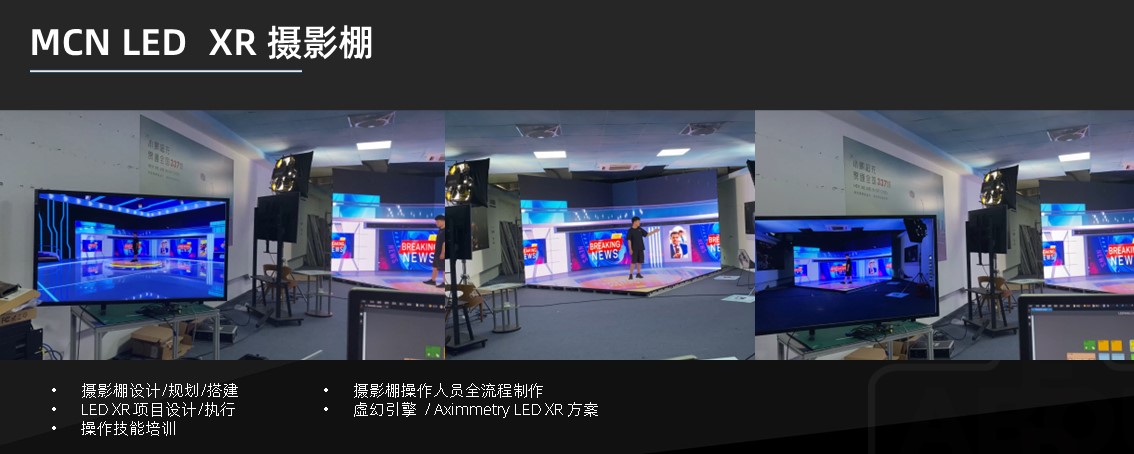 MCN LED XR 摄影棚
BREAKING
NEWS
BREAKING
NEWS
• 摄影棚设计/规划/搭建
• LED XR项目设计/执行
• 操作技能培训
• 摄影棚操作人员全流程制作
• 虚幻引擎 / Aximmetry LED XR 方案